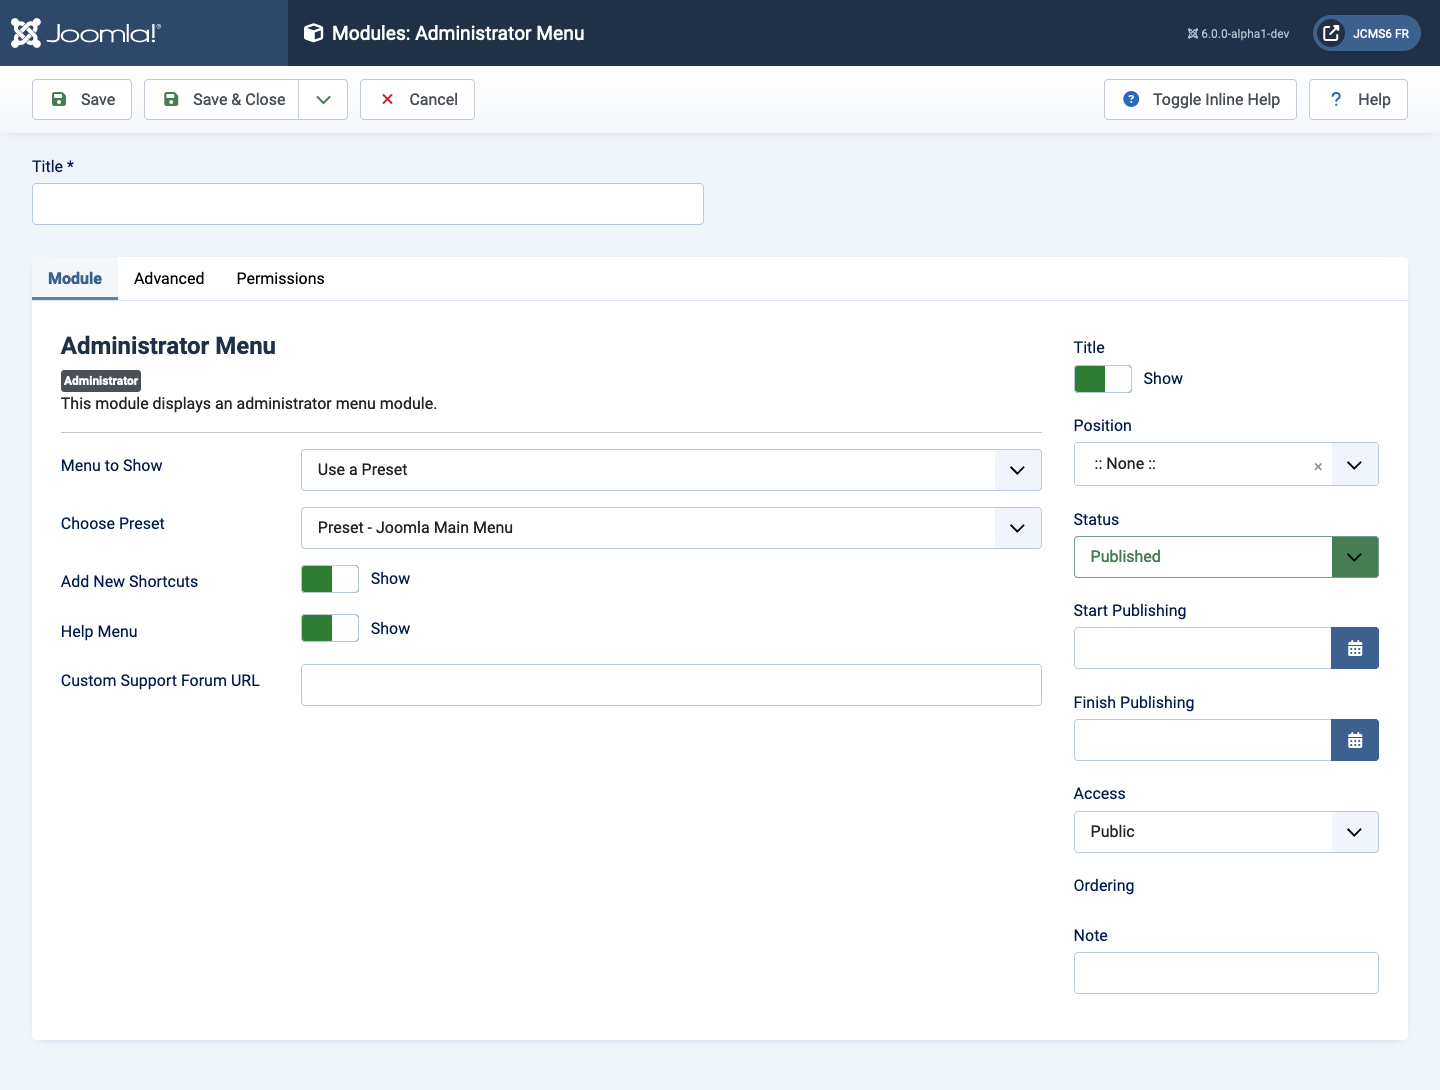 Joomla!®
Modules: Administrator Menu
6.0.0-alpha1-dev
JCMS6 FR
Save
Save & Close
Cancel
Toggle Inline Help
? Help
Title *
Module
Advanced
Permissions
Administrator Menu
Administrator
This module displays an administrator menu module.
Menu to Show
Use a Preset
Choose Preset
Preset - Joomla Main Menu
Add New Shortcuts
Show
Help Menu
Show
Custom Support Forum URL
Title
Show
Position
:: None ::
×
Status
Published
Start Publishing
Finish Publishing
Access
Public
Ordering
Note